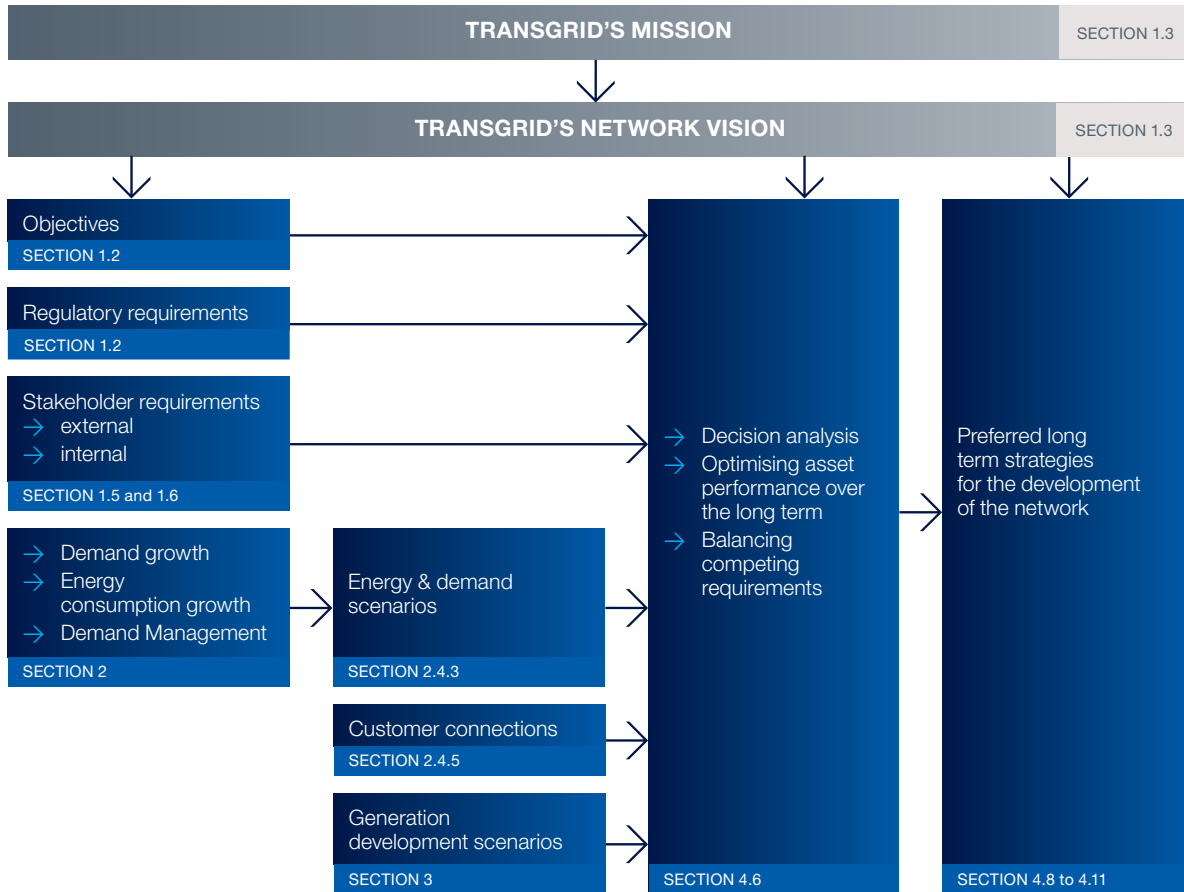 TRANSGRID'S MISSION
SECTION 1.3
TRANSGRID'S NETWORK VISION
SECTION 1.3
Objectives
SECTION 1.2
Regulatory requirements
SECTION 1.2
Stakeholder requirements
→ external
→ internal
SECTION 1.5 and 1.6
→ Demand growth
→ Energy
consumption growth
→ Demand Management
SECTION 2
Energy & demand
scenarios
SECTION 2.4.3
Customer connections
SECTION 2.4.5
Generation
development scenarios
SECTION 3
→ Decision analysis
→ Optimising asset
performance over
the long term
→ Balancing
competing
requirements
SECTION 4.6
Preferred long
term strategies
for the development
of the network
SECTION 4.8 to 4.11